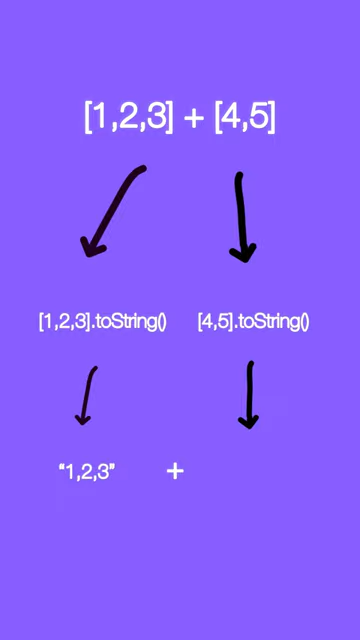 [1,2,3] + [4,5]
[1,2,3].toString() [4,5].toString()
“1,2,3” +